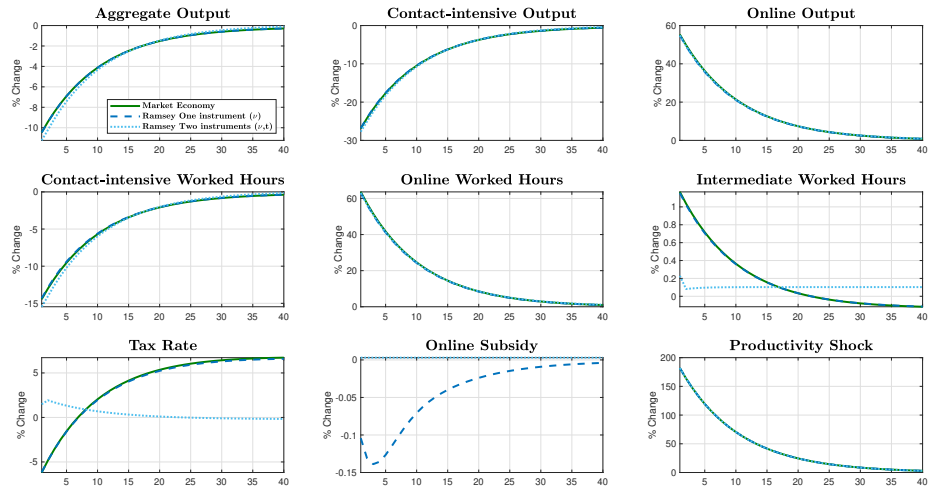 Aggregate Output
% Change
0
-2
-4
-6
-8
-10
5 10 15 20 25 30 35 40
Market Economy
Ramsey One instrument (ν)
Ramsey Two instruments (ν,t)
Contact-intensive Output
% Change
0
-10
-20
-30
5 10 15 20 25 30 35 40
Online Output
% Change
60
40
20
0
5 10 15 20 25 30 35 40
Contact-intensive Worked Hours
% Change
0
-5
-10
-15
5 10 15 20 25 30 35 40
Online Worked Hours
% Change
60
40
20
0
5 10 15 20 25 30 35 40
Intermediate Worked Hours
% Change
1
0.8
0.6
0.4
0.2
0
5 10 15 20 25 30 35 40
Tax Rate
% Change
5
0
-5
5 10 15 20 25 30 35 40
Online Subsidy
% Change
0
-0.05
-0.1
-0.15
5 10 15 20 25 30 35 40
Productivity Shock
% Change
200
150
100
50
0
5 10 15 20 25 30 35 40